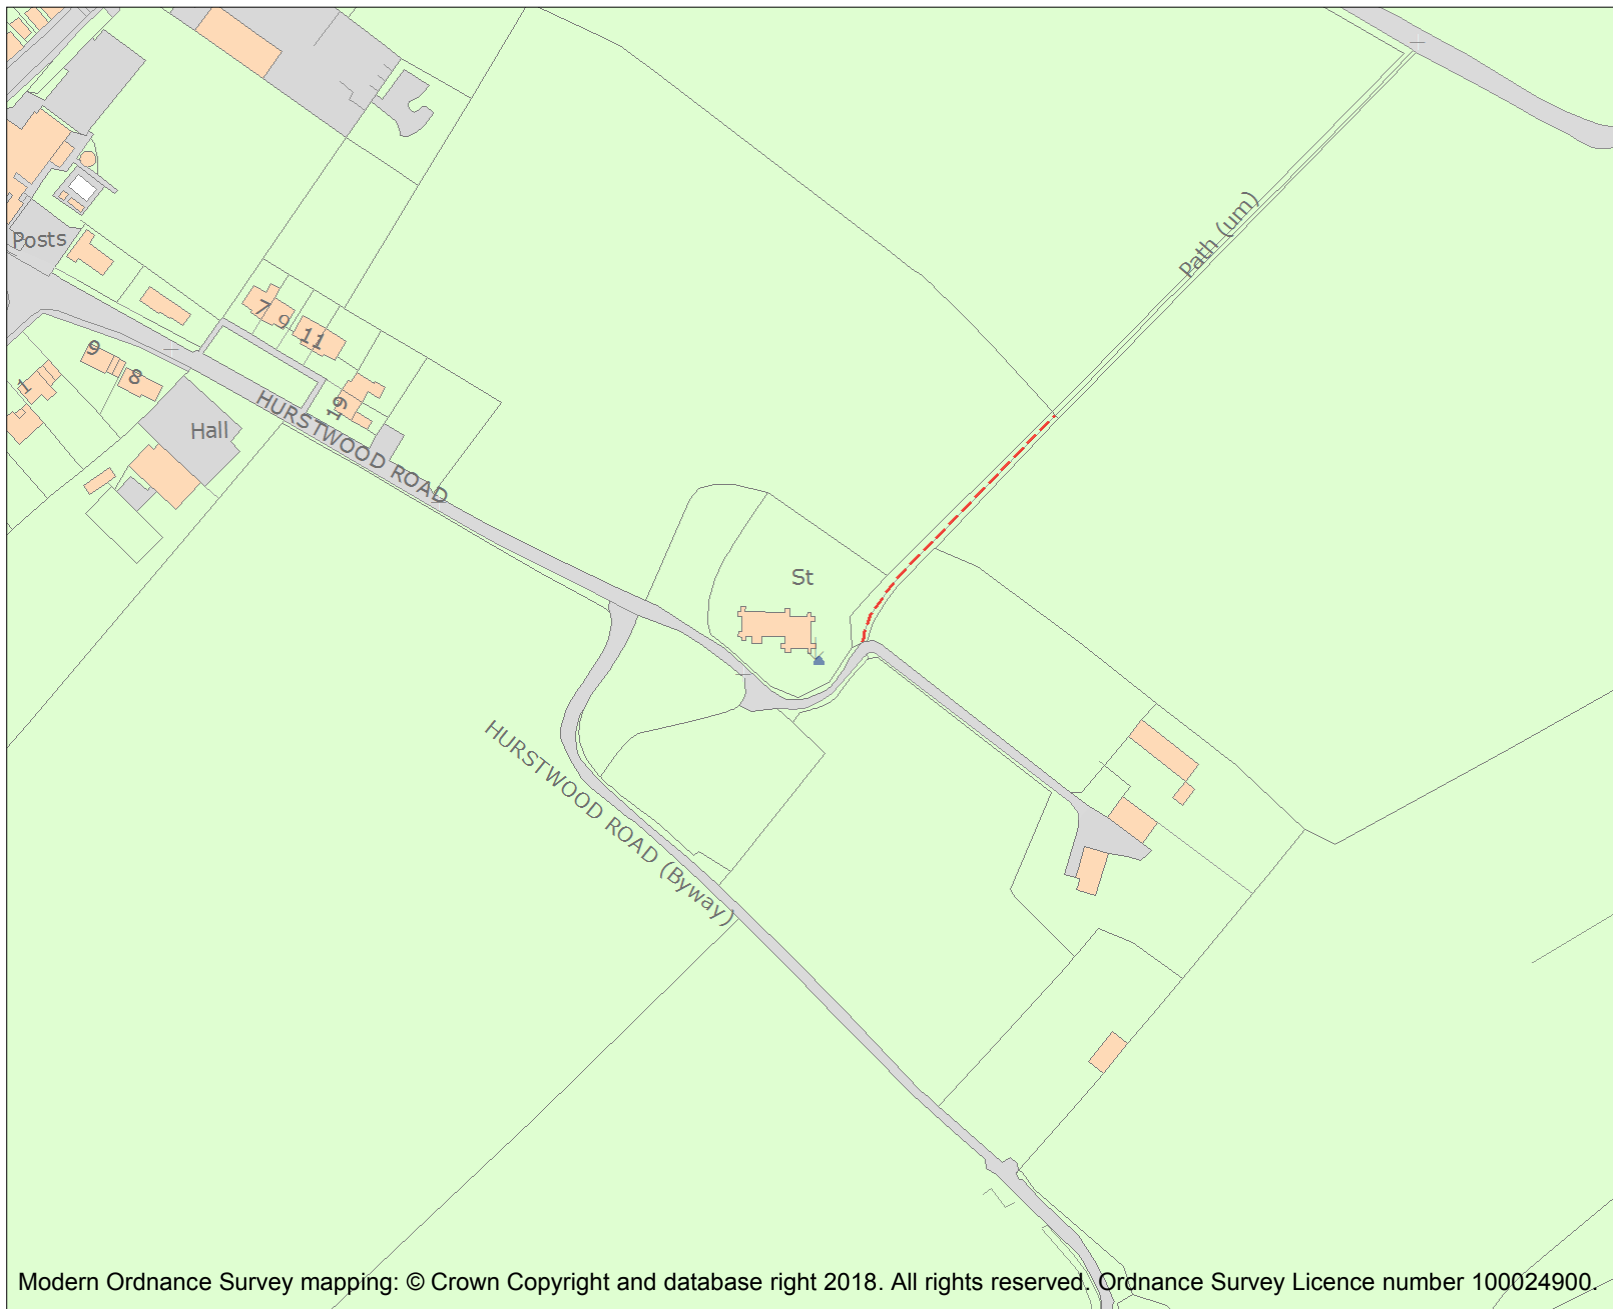 Path (um)
Posts
7
9
11
9
8
1
19
Hall
HURSTWOOD ROAD
St
HURSTWOOD ROAD (Byway)
Modern Ordnance Survey mapping: © Crown Copyright and database right 2018. All rights reserved. Ordnance Survey Licence number 100024900.